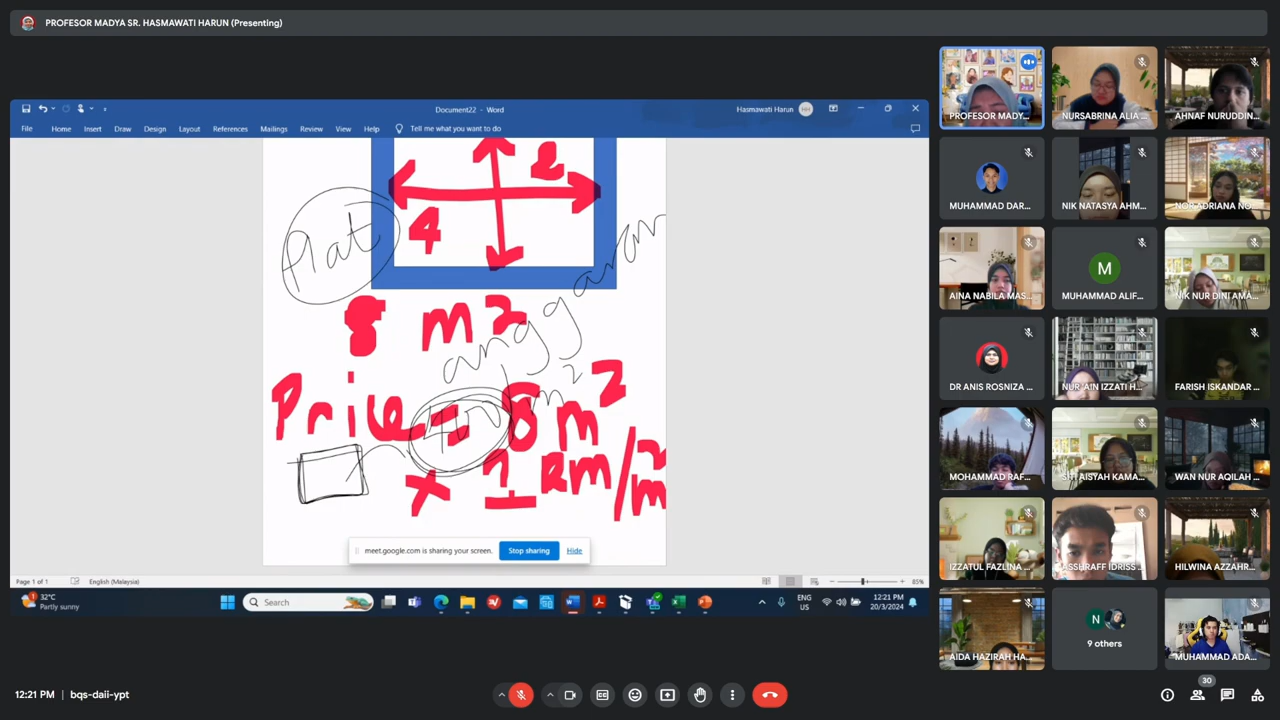 PROFESOR MADYA SR. HASMAWATI HARUN (Presenting)
Document22 - Word
Hasmawati Harun
HH
File Home Insert Draw Design Layout References Mailings Review View Help Tell me what you want to do
2
4
Plat
8 m2
anggaran
m2
Price = 8m2
x 1 RM/m2
meet.google.com is sharing your screen. Stop sharing Hide
Page 1 of 1 English (Malaysia) 85%
32°C
Partly sunny
Search
ENG
US
12:21 PM
20/3/2024
PROFESOR MADY...
NURSABRINA ALIA ...
AHNAF NURUDDIN...
MUHAMMAD DAR...
NIK NATASYA AHM...
NOR ADRIANA NO...
AINA NABILA MAS...
M
MUHAMMAD ALIF...
NIK NUR DINI AMA...
DR ANIS ROSNIZA ...
NUR AIN IZZATI H...
FARISH ISKANDAR ...
MOHAMMAD RAF...
SITI AISYAH KAMA...
WAN NUR AQILAH ...
IZZATUL FAZLINA ...
ASSHRAFF IDRISS ...
HILWINA AZZAHR...
AIDA HAZIRAH HA...
N
9 others
MUHAMMAD ADA...
12:21 PM | bqs-daii-ypt
30